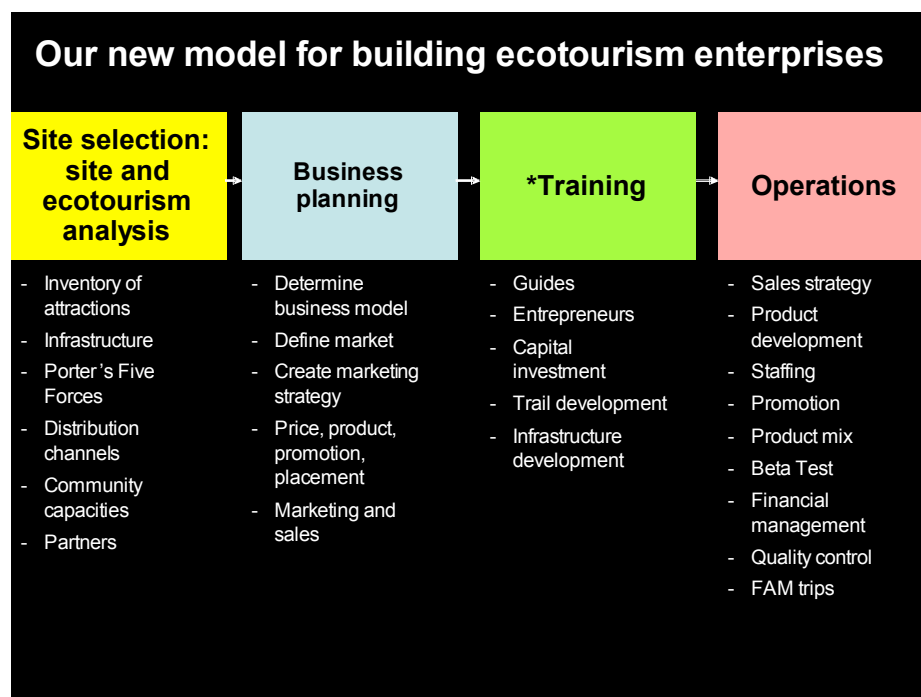 Our new model for building ecotourism enterprises
Site selection:
site and
ecotourism
analysis
- Inventory of
attractions
- Infrastructure
- Porter's Five
Forces
- Distribution
channels
- Community
capacities
- Partners
Business
planning
- Determine
business model
- Define market
- Create marketing
strategy
- Price, product,
promotion,
placement
- Marketing and
sales
*Training
- Guides
- Entrepreneurs
- Capital
investment
- Trail development
- Infrastructure
development
Operations
- Sales strategy
- Product
development
- Staffing
- Promotion
- Product mix
- Beta Test
- Financial
management
- Quality control
- FAM trips